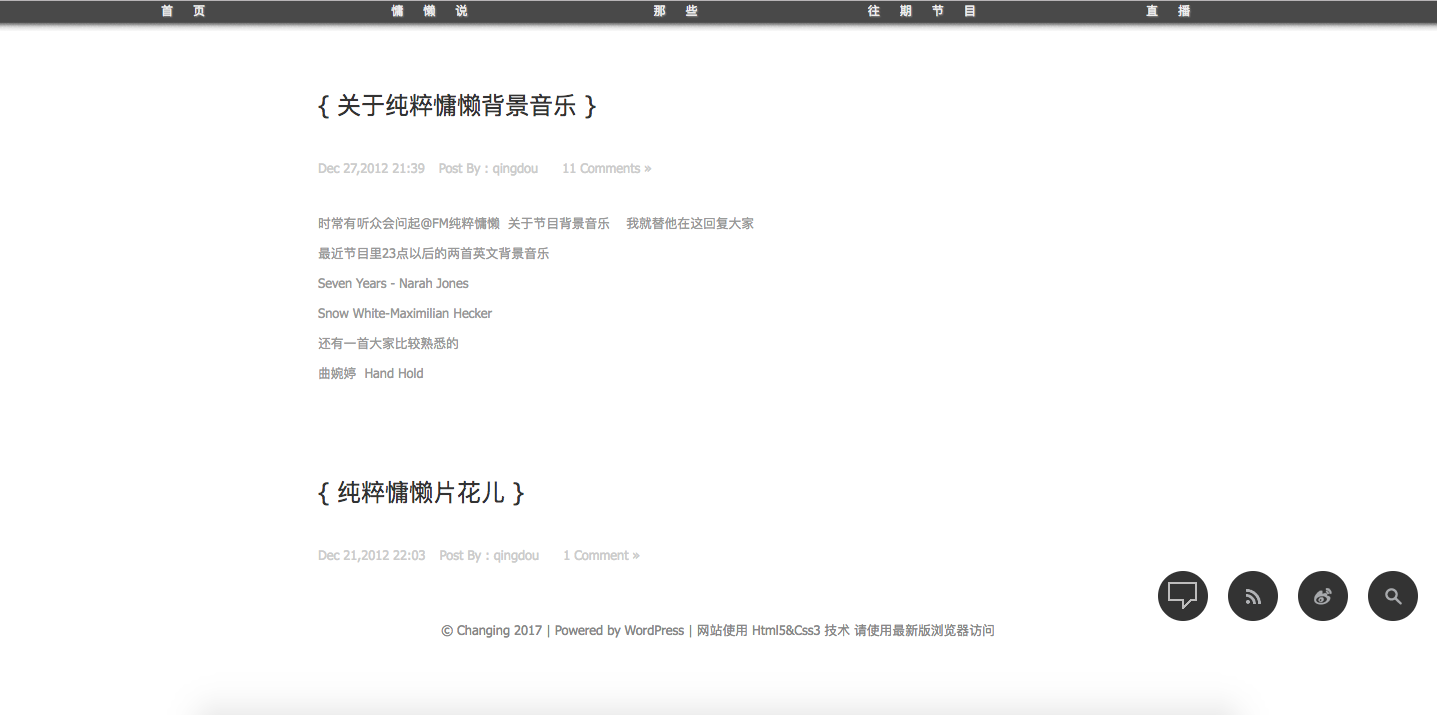 首 页 慵 懒 说 那 些 往 期 节 目 直 播
{ 关于纯粹慵懒背景音乐 }
Dec 27,2012 21:39 Post By : qingdou 11 Comments »
时常有听众会问起@FM纯粹慵懒 关于节目背景音乐 我就替他在这回复大家
最近节目里23点以后的两首英文背景音乐
Seven Years - Narah Jones
Snow White-Maximilian Hecker
还有一首大家比较熟悉的
曲婉婷 Hand Hold
{ 纯粹慵懒片花儿 }
Dec 21,2012 22:03 Post By : qingdou 1 Comment »
© Changing 2017 | Powered by WordPress | 网站使用 Html5&Css3 技术 请使用最新版浏览器访问